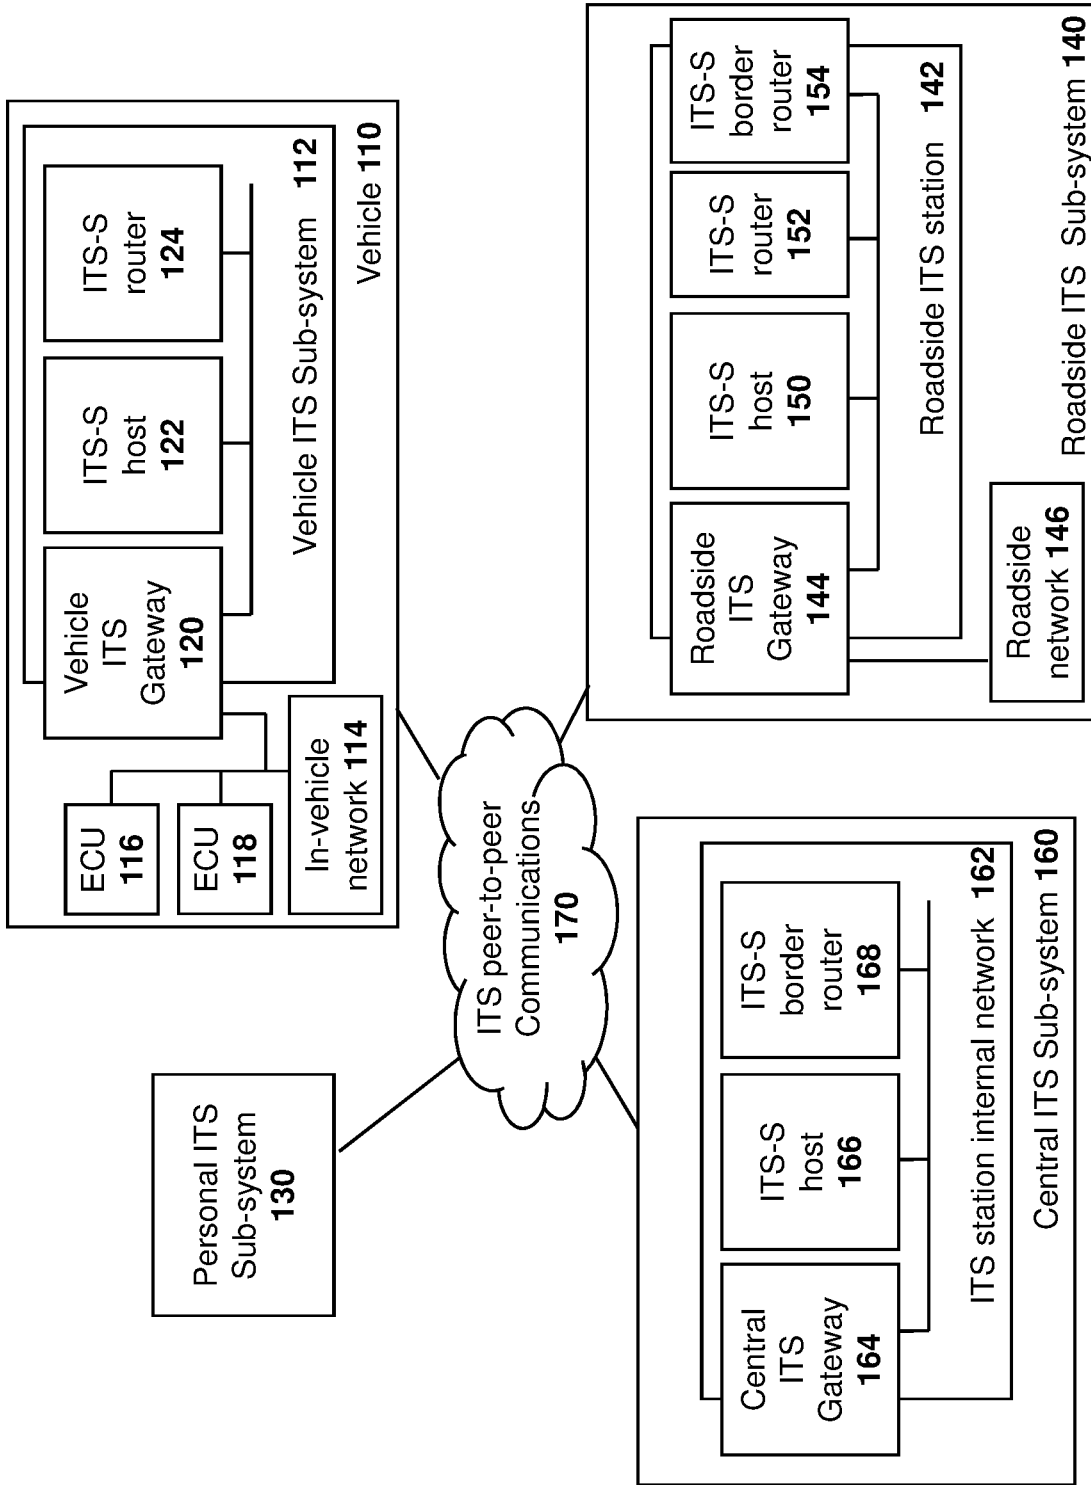 Personal ITS
Sub-system
130
ECU
116
ECU
118
In-vehicle
network 114
Vehicle
ITS
Gateway
120
ITS-S
host
122
ITS-S
router
124
Vehicle ITS Sub-system 112
Vehicle 110
ITS peer-to-peer
Communications
170
Central
ITS
Gateway
164
ITS-S
host
166
ITS-S
border
router
168
ITS station internal network 162
Central ITS Sub-system 160
Roadside
ITS
Gateway
144
ITS-S
host
150
ITS-S
router
152
ITS-S
border
router
154
Roadside ITS station 142
Roadside
network 146
Roadside ITS Sub-system 140